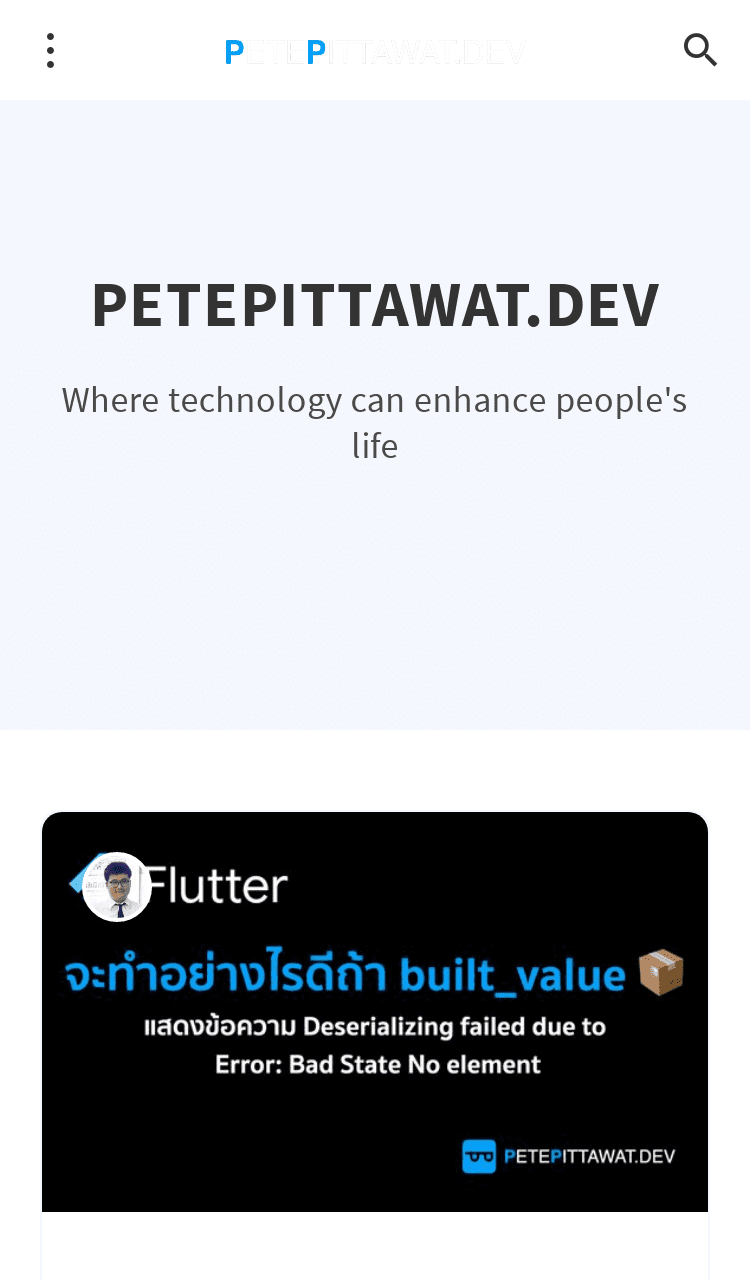 PETEPITTAWAT.DEV
PETEPITTAWAT.DEV
Where technology can enhance people's
life
Flutter
จะทำอย่างไรดีถ้า built_value 📦
แสดงข้อความ Deserializing failed due to
Error: Bad State No element
PETEPITTAWAT.DEV